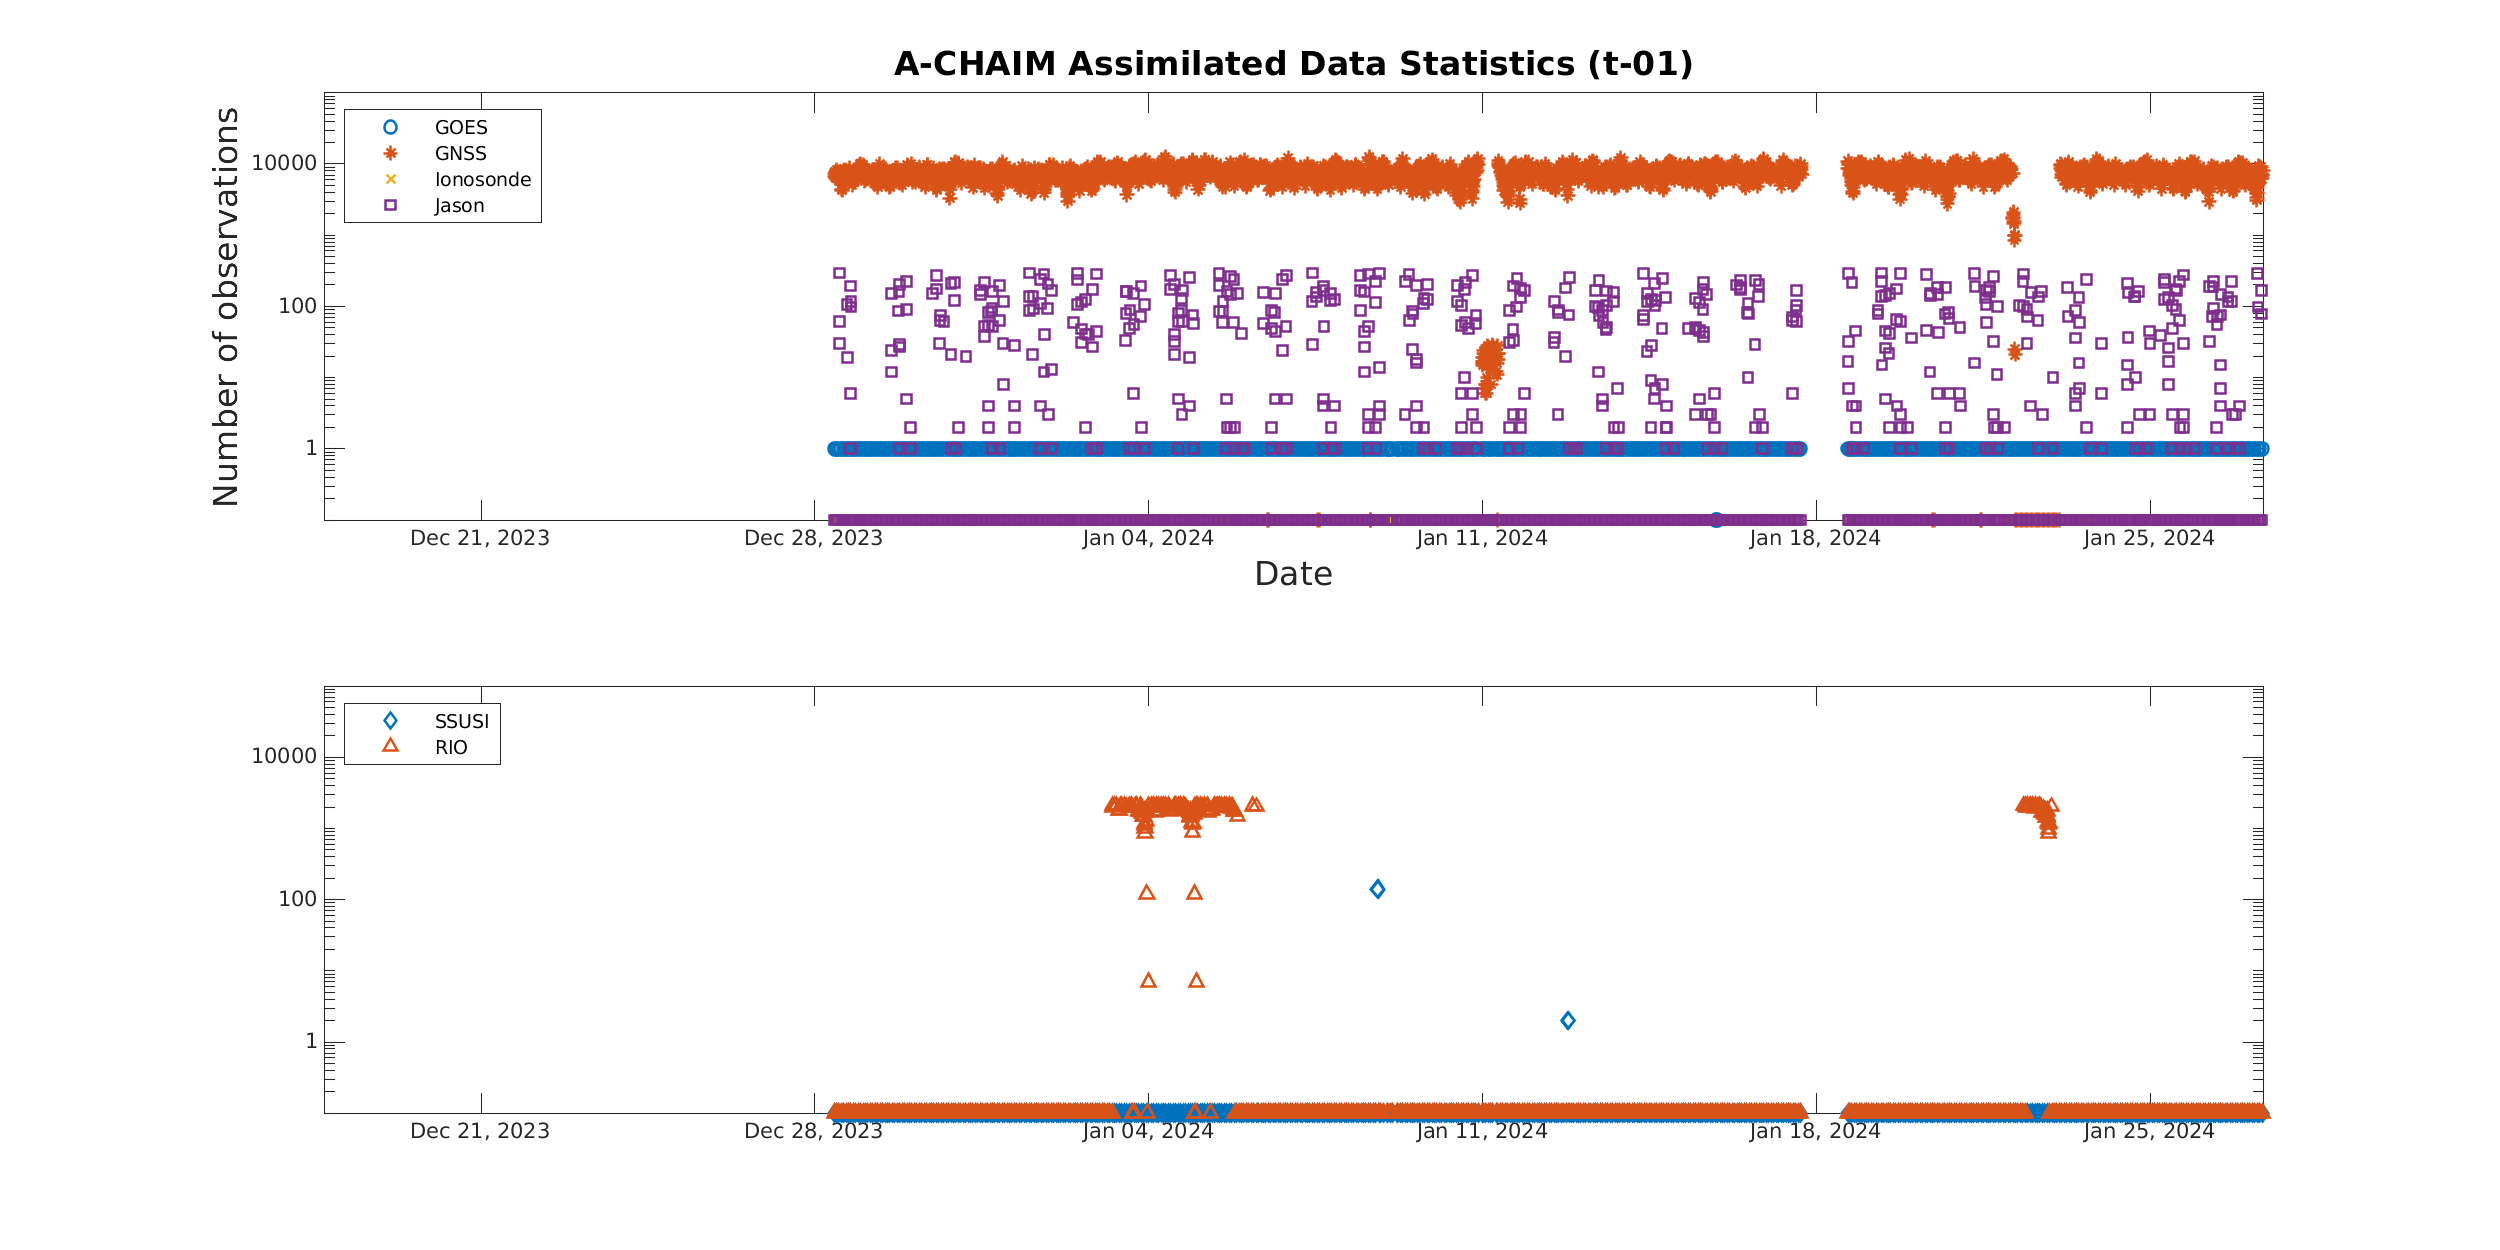 A-CHAIM Assimilated Data Statistics (t-01)
Number of observations
10000
100
1
GOES
GNSS
Ionosonde
Jason
Dec 21, 2023
Dec 28, 2023
Jan 04, 2024
Jan 11, 2024
Jan 18, 2024
Jan 25, 2024
Date
10000
100
1
SSUSI
RIO
Dec 21, 2023
Dec 28, 2023
Jan 04, 2024
Jan 11, 2024
Jan 18, 2024
Jan 25, 2024